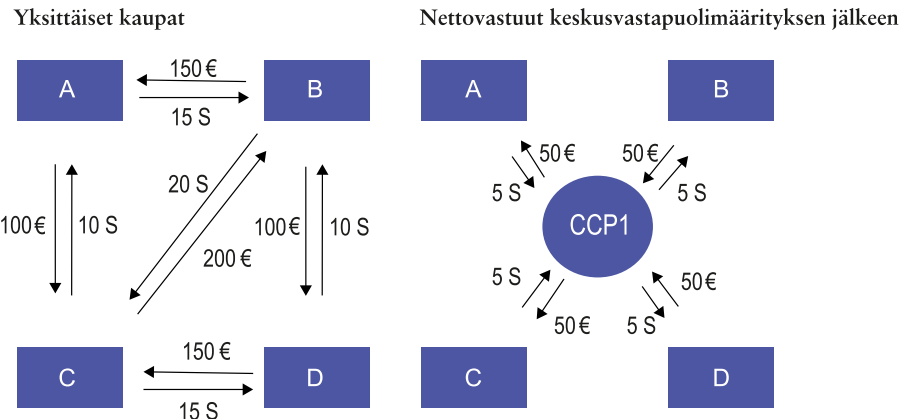 Yksittäiset kaupat
Nettovastuut keskusvastapuolimäärityksen jälkeen
A
150 €
B
15 S
100 €
10 S
20 S
200 €
100 €
10 S
C
150 €
D
15 S
A
B
50 €
50 €
5 S
5 S
CCP1
5 S
50 €
50 €
5 S
C
D